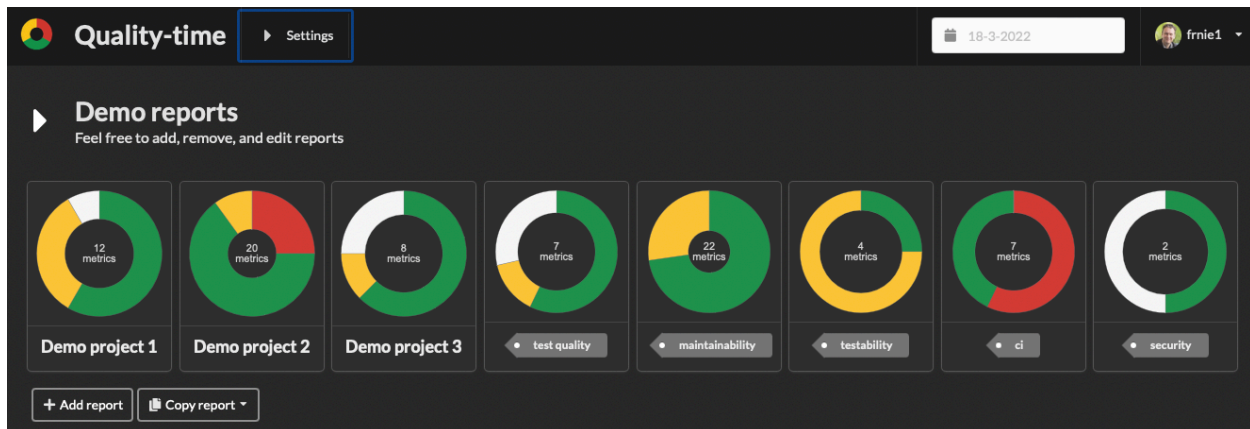 Quality-time
Settings
18-3-2022
frnie1
Demo reports
Feel free to add, remove, and edit reports
12
metrics
20
metrics
8
metrics
7
metrics
22
metrics
4
metrics
7
metrics
2
metrics
Demo project 1
Demo project 2
Demo project 3
test quality
maintainability
testability
ci
security
Add report
Copy report